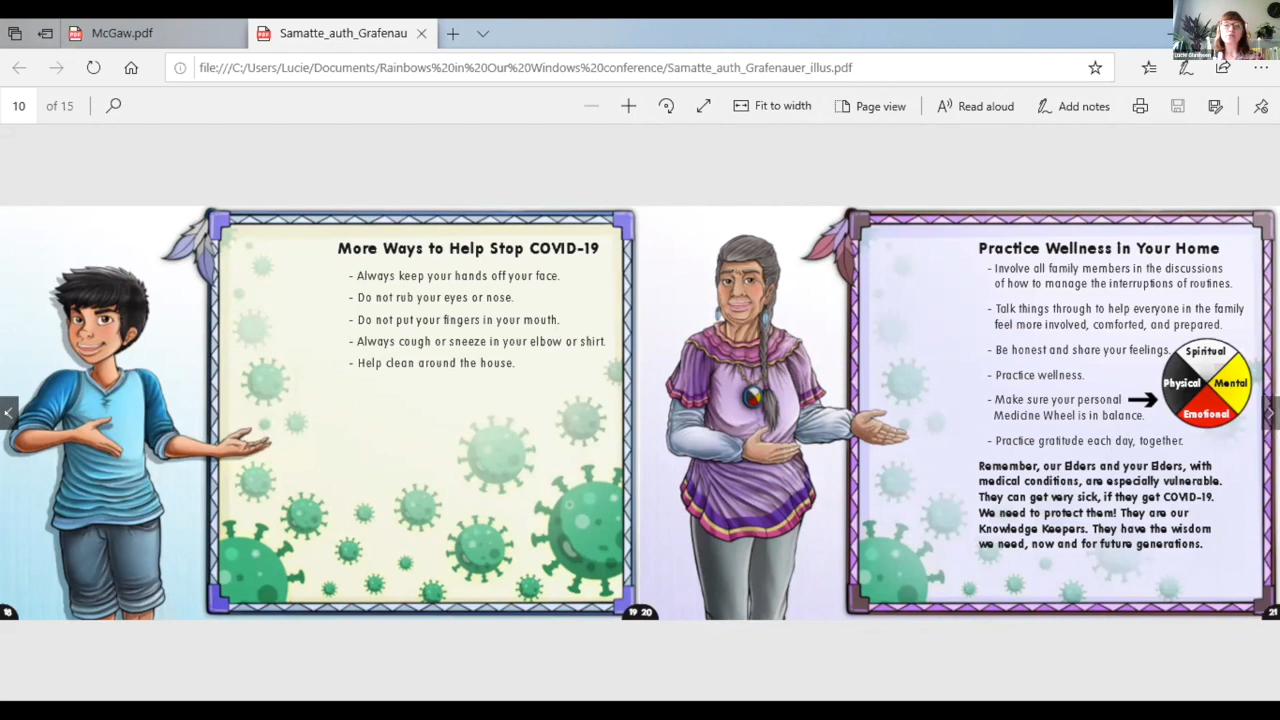 McGaw.pdf
Samatte_auth_Grafenau
file:///C:/Users/Lucie/Documents/Rainbows%20in%20Our%20Windows%20conference/Samatte_auth_Grafenauer_illus.pdf
10 of 15
Fit to width
Page view
Read aloud
Add notes
More Ways to Help Stop COVID-19
- Always keep your hands off your face.
- Do not rub your eyes or nose.
- Do not put your fingers in your mouth.
- Always cough or sneeze in your elbow or shirt.
- Help clean around the house.
18
19
Practice Wellness in Your Home
- Involve all family members in the discussions
of how to manage the interruptions of routines.
- Talk things through to help everyone in the family
feel more involved, comforted, and prepared.
- Be honest and share your feelings.
- Practice wellness.
- Make sure your personal
Medicine Wheel is in balance.
- Practice gratitude each day, together.
Spiritual
Physical
Mental
Emotional
Remember, our Elders and your Elders, with
medical conditions, are especially vulnerable.
They can get very sick, if they get COVID-19.
We need to protect them! They are our
Knowledge Keepers. They have the wisdom
we need, now and for future generations.
20
21